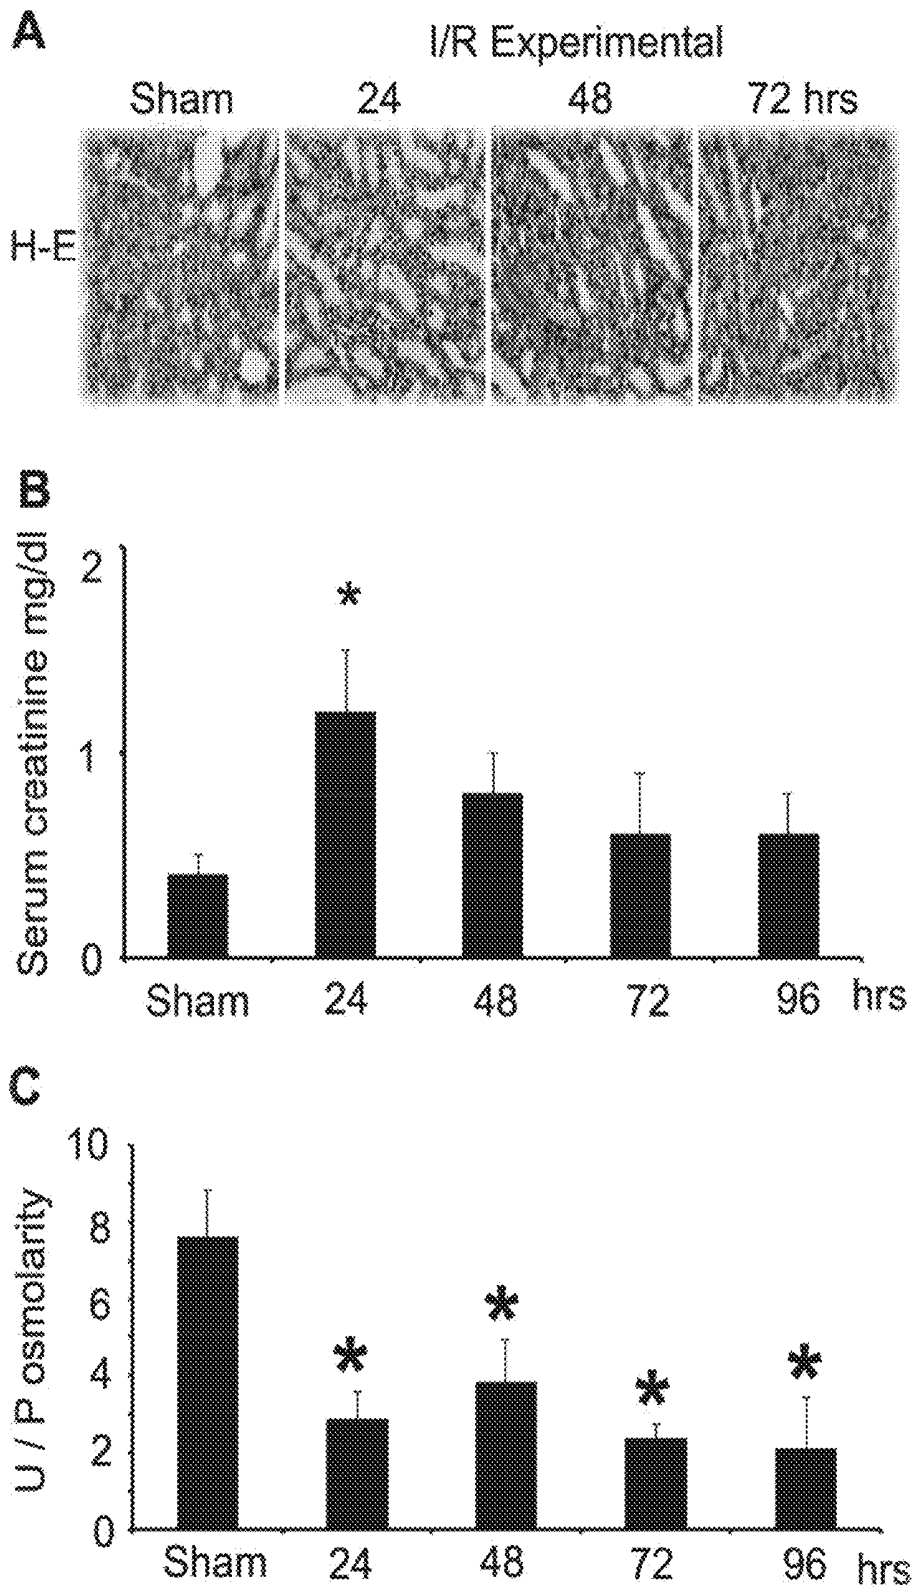 A
I/R Experimental
Sham 24 48 72 hrs
H-E
B
Serum creatinine mg/dl
2
*
1
0
Sham 24 48 72 96 hrs
C
U / P osmolarity
10
8
6
4
2
0
* * * *
Sham 24 48 72 96 hrs